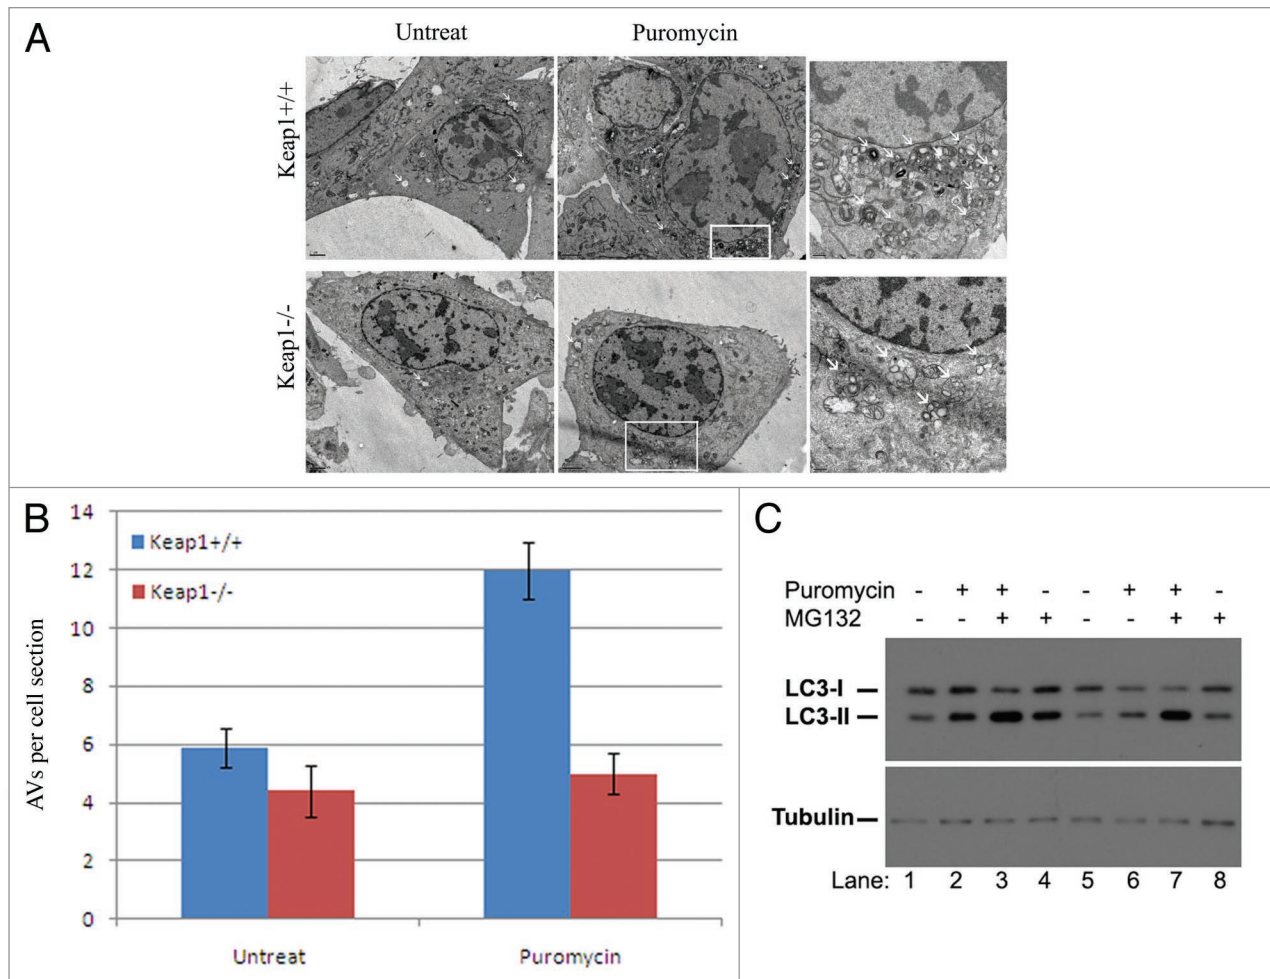 A
Untreat Puromycin
Keap1+/+
Keap1-/-
B
14
12
10
8
6
4
2
0
Keap1+/+
Keap1-/-
AVs per cell section
Untreat Puromycin
C
Puromycin - + + - - + + -
MG132 - - + + - - + +
LC3-I
LC3-II
Tubulin
Lane: 1 2 3 4 5 6 7 8